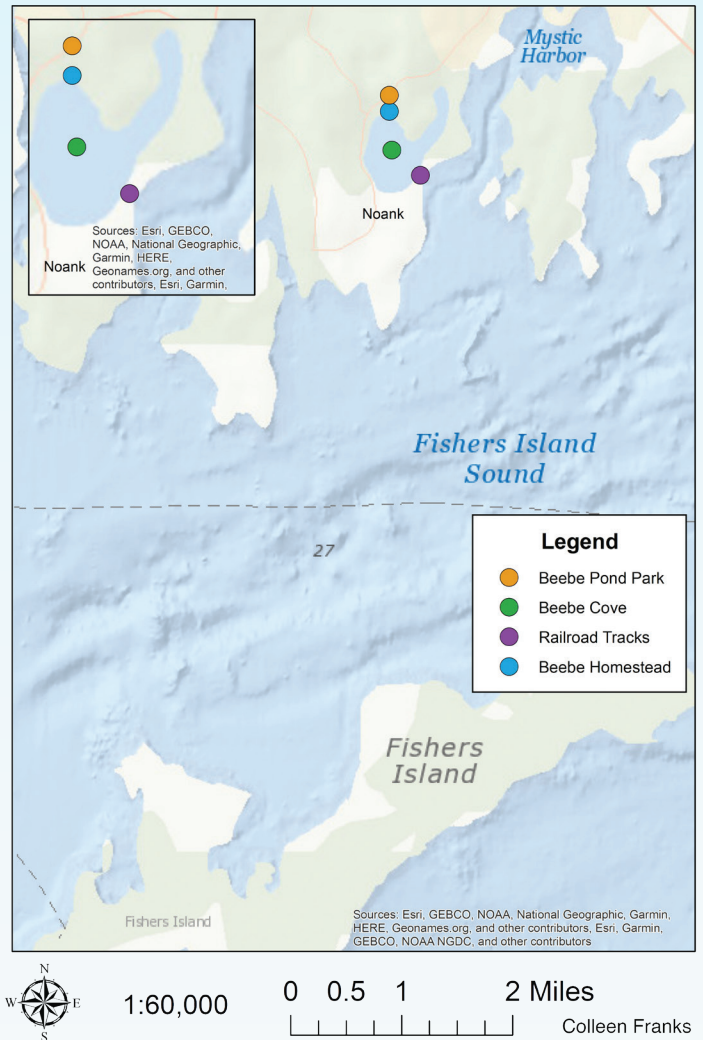 Mystic
Harbor
Noank
Sources: Esri, GEBCO,
NOAA, National Geographic,
Garmin, HERE,
Geonames.org, and other
contributors, Esri, Garmin,
Noank
Fishers Island
Sound
27
Legend
Beebe Pond Park
Beebe Cove
Railroad Tracks
Beebe Homestead
Fishers
Island
Fishers Island
Sources: Esri, GEBCO, NOAA, National Geographic, Garmin,
HERE, Geonames.org, and other contributors, Esri, Garmin,
GEBCO, NOAA NGDC, and other contributors
N
W E
S
1:60,000
0 0.5 1 2 Miles
Colleen Franks